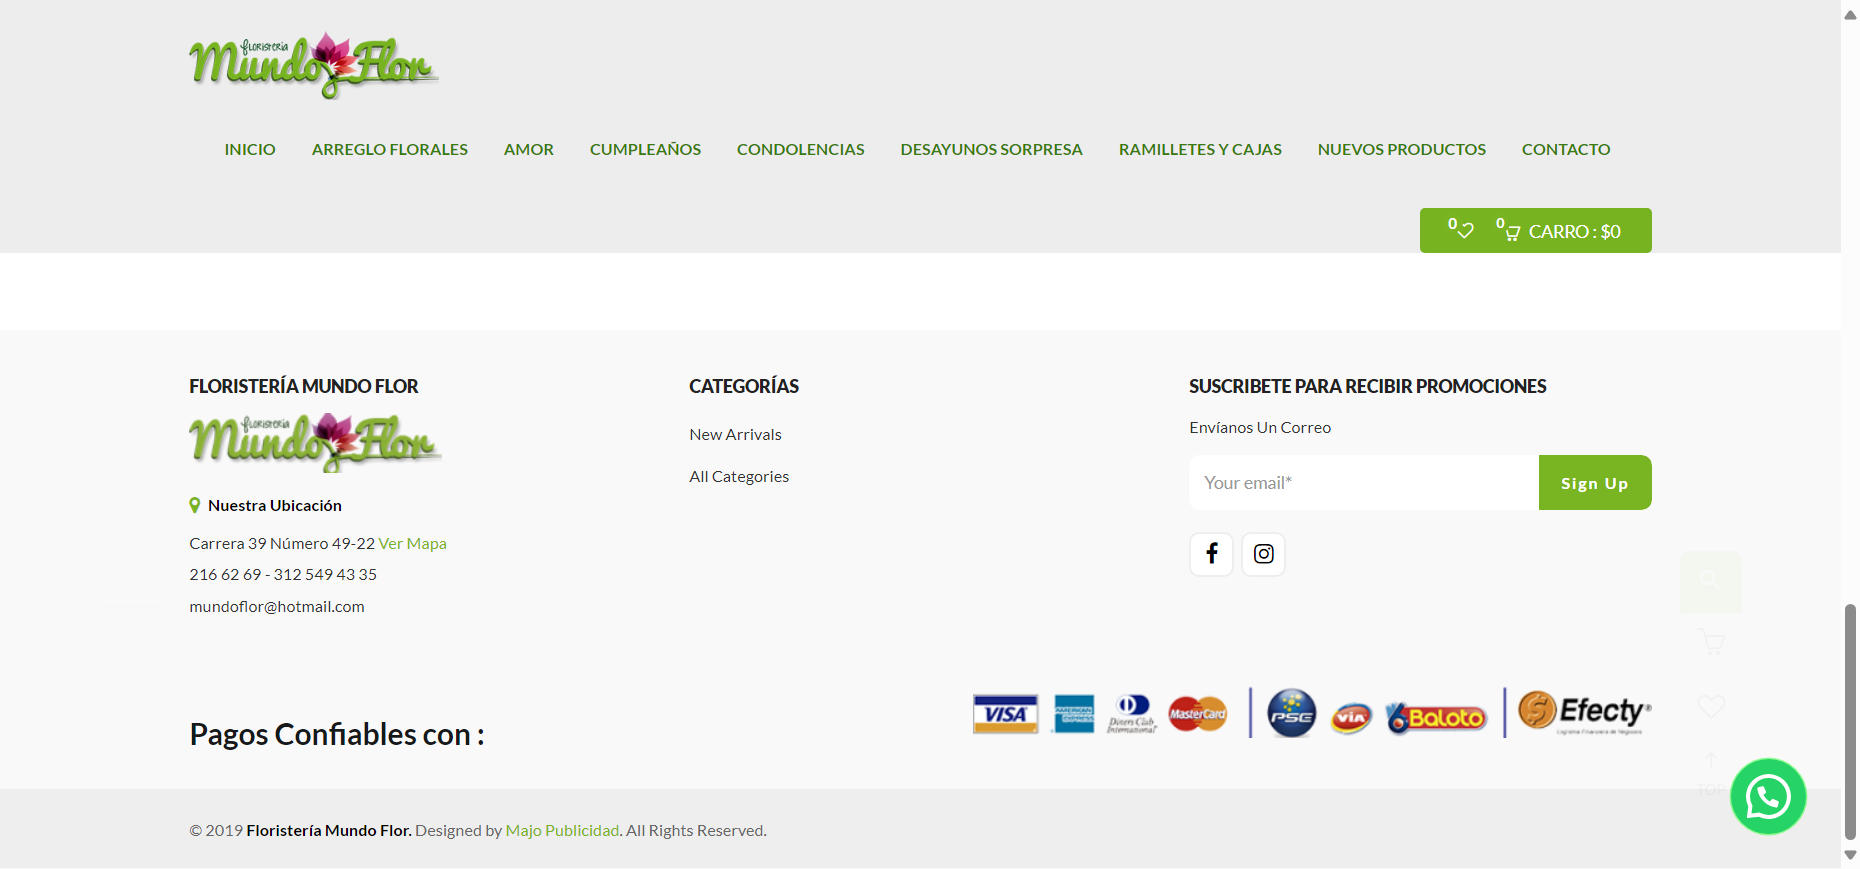 FLORISTERÍA
Mundo Flor
INICIO
ARREGLO FLORALES
AMOR
CUMPLEAÑOS
CONDOLENCIAS
DESAYUNOS SORPRESA
RAMILLETES Y CAJAS
NUEVOS PRODUCTOS
CONTACTO
0
0
CARRO : $0
FLORISTERÍA MUNDO FLOR
FLORISTERÍA
Mundo Flor
Nuestra Ubicación
Carrera 39 Número 49-22 Ver Mapa
216 62 69 - 312 549 43 35
mundoflor@hotmail.com
CATEGORÍAS
New Arrivals
All Categories
SUSCRIBETE PARA RECIBIR PROMOCIONES
Envíanos Un Correo
Your email*
Sign Up
TOP
Pagos Confiables con :
VISA
AMERICAN EXPRESS
Diners Club
International
MasterCard
PSE
VIA
BALOTO
Efecty
© 2019 Floristería Mundo Flor. Designed by Majo Publicidad. All Rights Reserved.